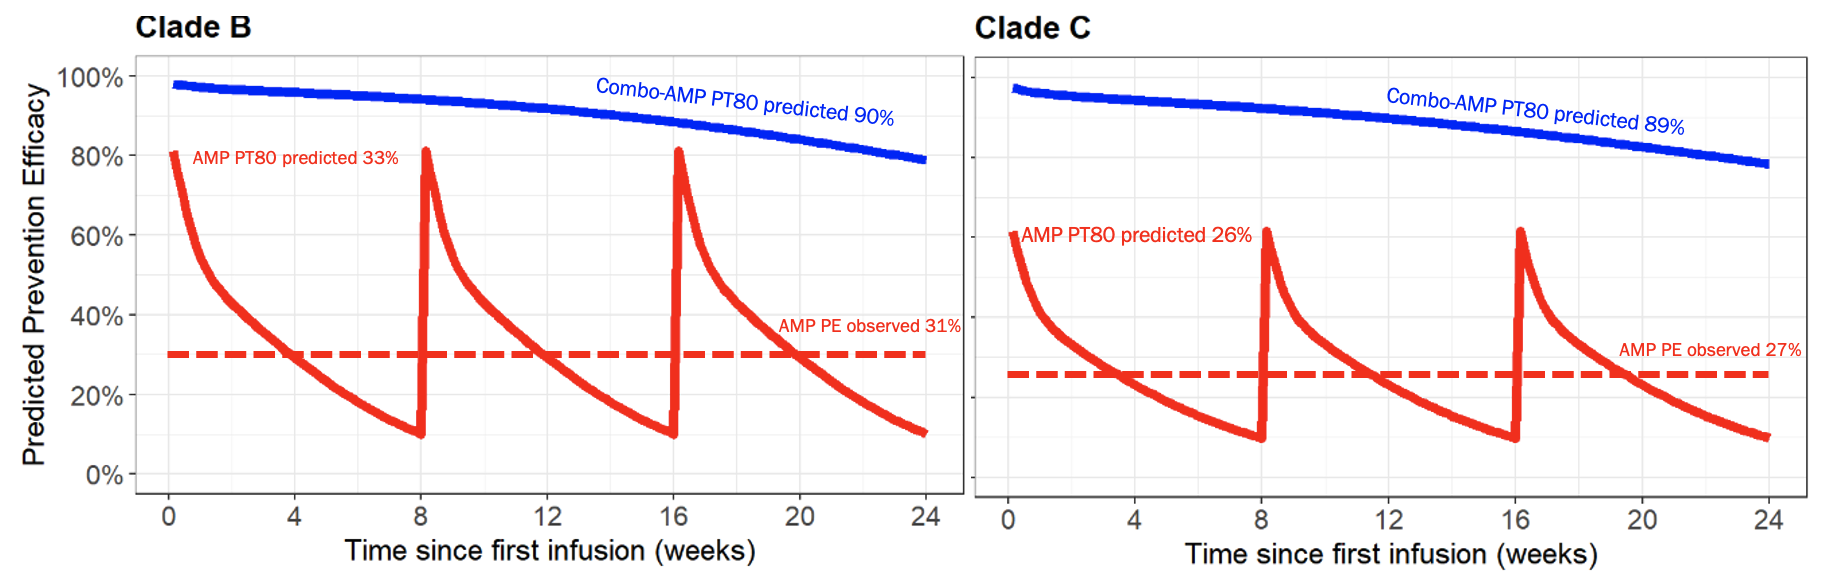 Clade B
Clade C
Predicted Prevention Efficacy
100%
80%
60%
40%
20%
0%
Combo-AMP PT80 predicted 90%
AMP PT80 predicted 33%
AMP PE observed 31%
0 4 8 12 16 20 24
Time since first infusion (weeks)
Combo-AMP PT80 predicted 89%
AMP PT80 predicted 26%
AMP PE observed 27%
0 4 8 12 16 20 24
Time since first infusion (weeks)